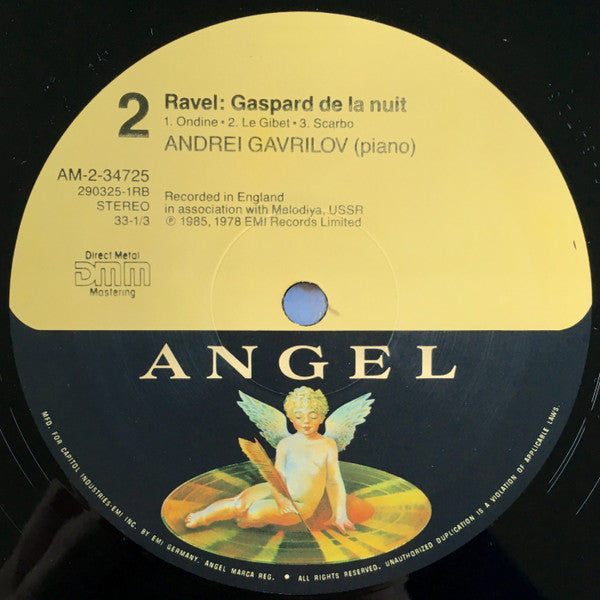 2
Ravel: Gaspard de la nuit
1. Ondine • 2. Le Gibet • 3. Scarbo
ANDREI GAVRILOV (piano)
AM-2-34725
290325-1RB
STEREO
33-1/3
Recorded in England
in association with Melodiya, USSR
℗ 1985, 1978 EMI Records Limited
Direct Metal
DMM
Mastering
ANGEL
MFD. FOR CAPITOL INDUSTRIES-EMI INC. BY EMI GERMANY. ANGEL MARCA REG. • ALL RIGHTS RESERVED. UNAUTHORIZED DUPLICATION IS A VIOLATION OF APPLICABLE LAWS.